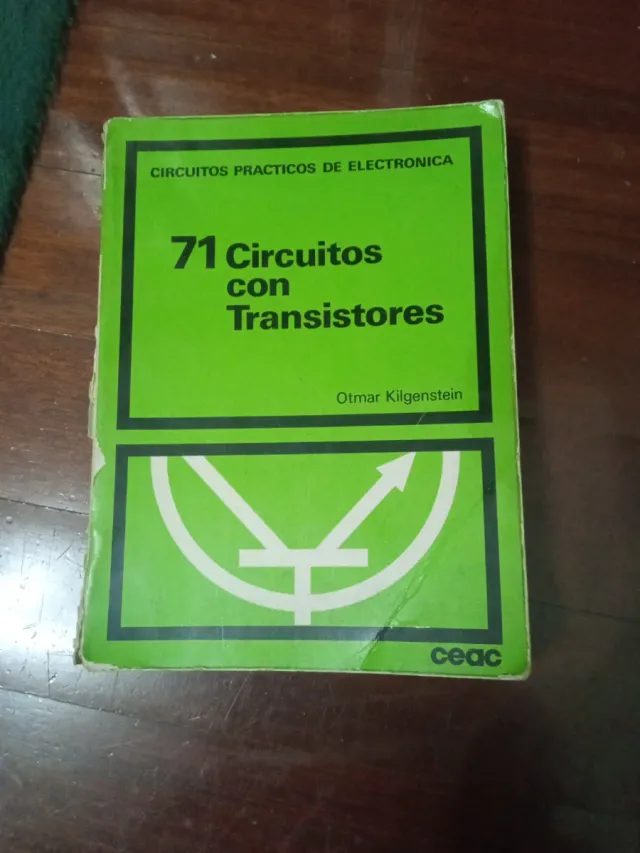 CIRCUITOS PRACTICOS DE ELECTRONICA
71 Circuitos
con
Transistores
Otmar Kilgenstein
ceac